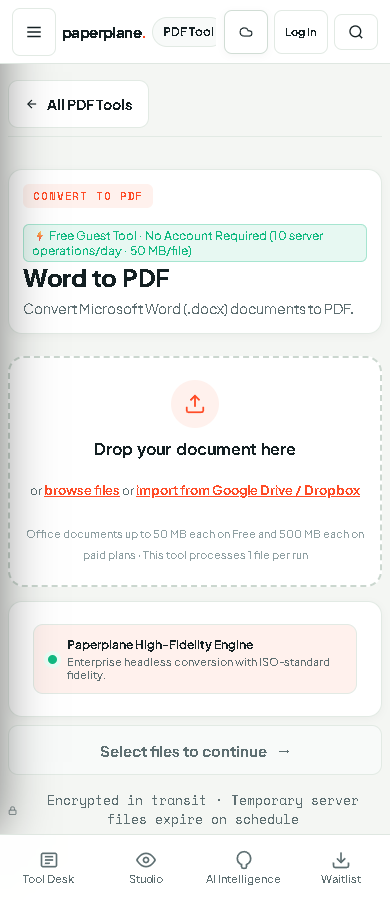 paperplane.
PDF Tool
Log In
All PDF Tools
CONVERT TO PDF
Free Guest Tool · No Account Required (10 server
operations/day · 50 MB/file)
Word to PDF
Convert Microsoft Word (.docx) documents to PDF.
Drop your document here
or browse files or import from Google Drive / Dropbox
Office documents up to 50 MB each on Free and 500 MB each on
paid plans · This tool processes 1 file per run
Paperplane High-Fidelity Engine
Enterprise headless conversion with ISO-standard
fidelity.
Select files to continue →
Encrypted in transit · Temporary server
files expire on schedule
Tool Desk
Studio
AI Intelligence
Waitlist